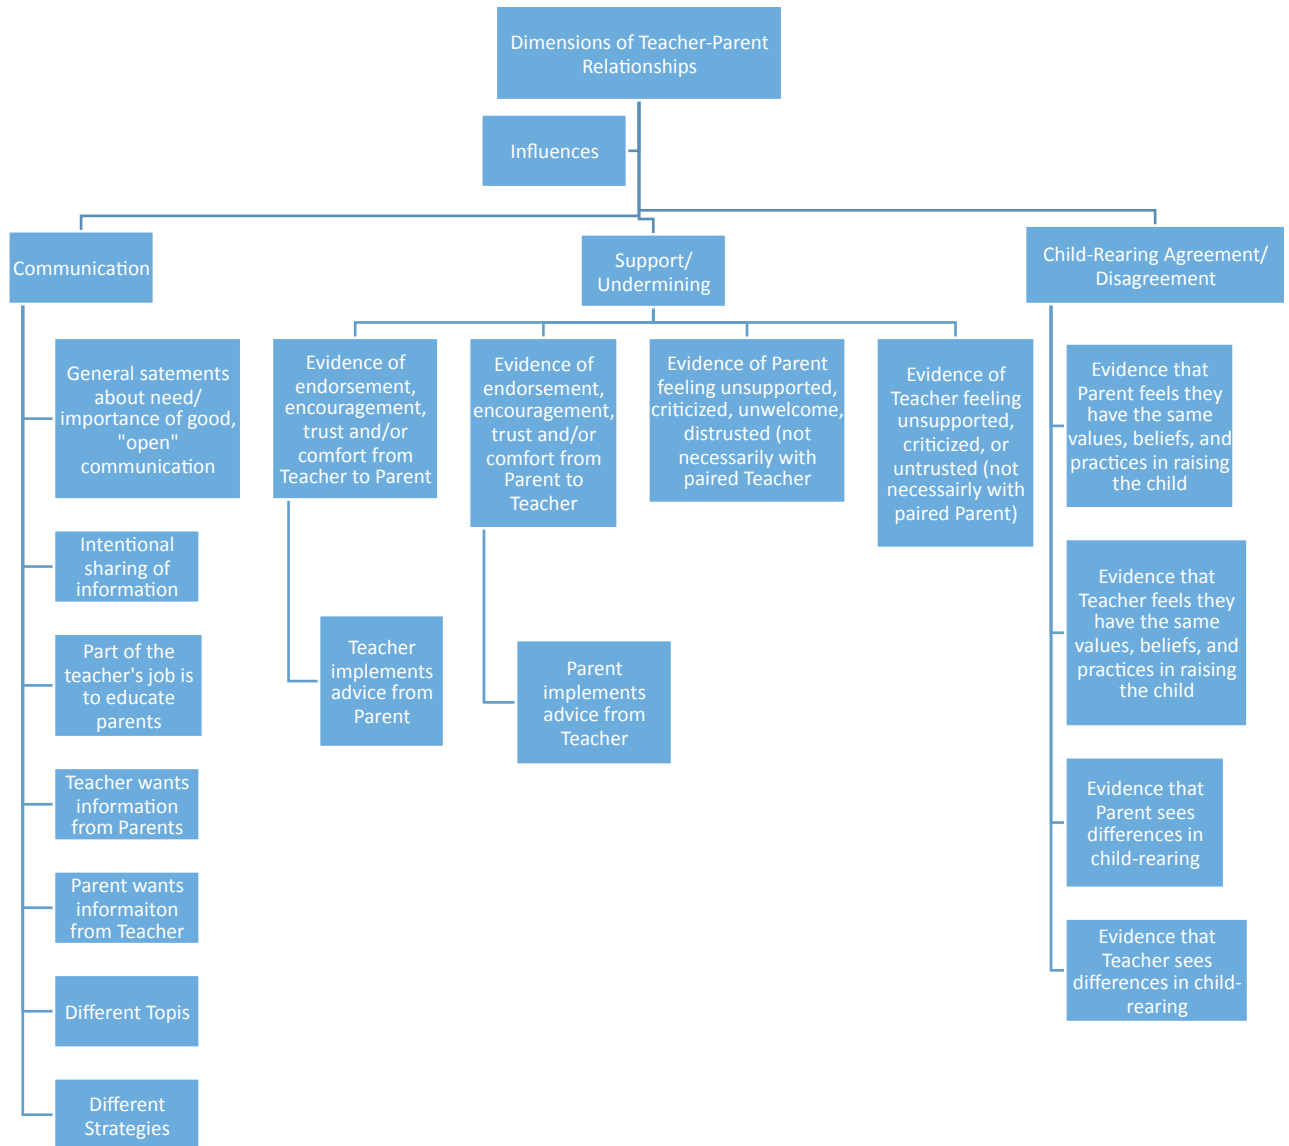 Dimensions of Teacher-Parent
Relationships
Influences
Communication
General satements
about need/
importance of good,
"open"
communication
Intentional
sharing of
information
Part of the
teacher's job is
to educate
parents
Teacher wants
information
from Parents
Parent wants
informaiton
from Teacher
Different Topis
Different
Strategies
Support/
Undermining
Evidence of
endorsement,
encouragement,
trust and/or
comfort from
Teacher to Parent
Teacher
implements
advice from
Parent
Evidence of
endorsement,
encouragement,
trust and/or
comfort from
Parent to
Teacher
Parent
implements
advice from
Teacher
Evidence of Parent
feeling unsupported,
criticized, unwelcome,
distrusted (not
necessarily with
paired Teacher
Evidence of
Teacher feeling
unsupported,
criticized, or
untrusted (not
necessairly with
paired Parent)
Child-Rearing Agreement/
Disagreement
Evidence that
Parent feels they
have the same
values, beliefs, and
practices in raising
the child
Evidence that
Teacher feels they
have the same
values, beliefs, and
practices in raising
the child
Evidence that
Parent sees
differences in
child-rearing
Evidence that
Teacher sees
differences in child-
rearing